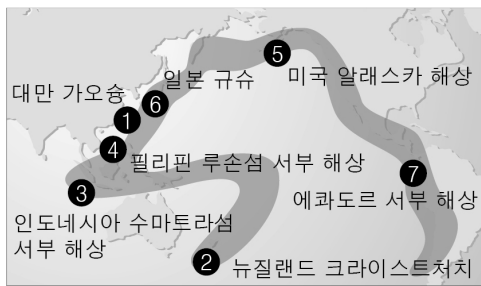 ⑤
일본 규슈
미국 알래스카 해상
대만 가오슝
⑥
①
④
필리핀 루손섬 서부 해상
⑦
③
에콰도르 서부 해상
인도네시아 수마트라섬
서부 해상
②
뉴질랜드 크라이스트처치